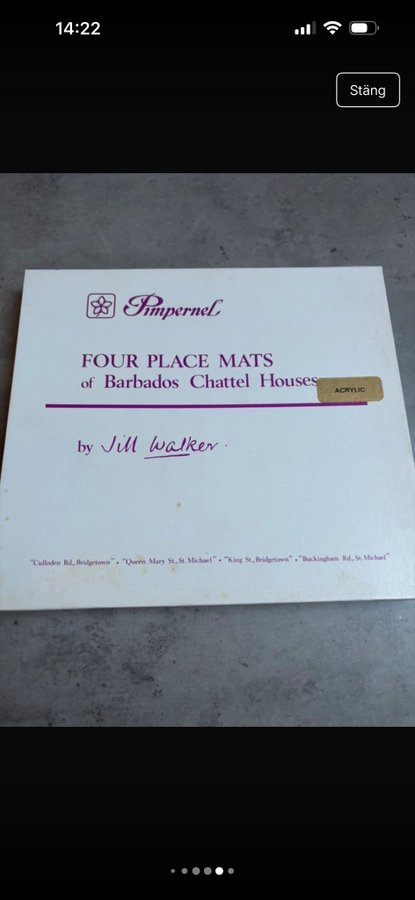 14:22
Stäng
Pimpernel
FOUR PLACE MATS
of Barbados Chattel Houses
ACRYLIC
by Jill Walker.
"Culloden Rd., Bridgetown" • "Queen Mary St., St. Michael" • "King St., Bridgetown" • "Buckingham Rd., St. Michael"